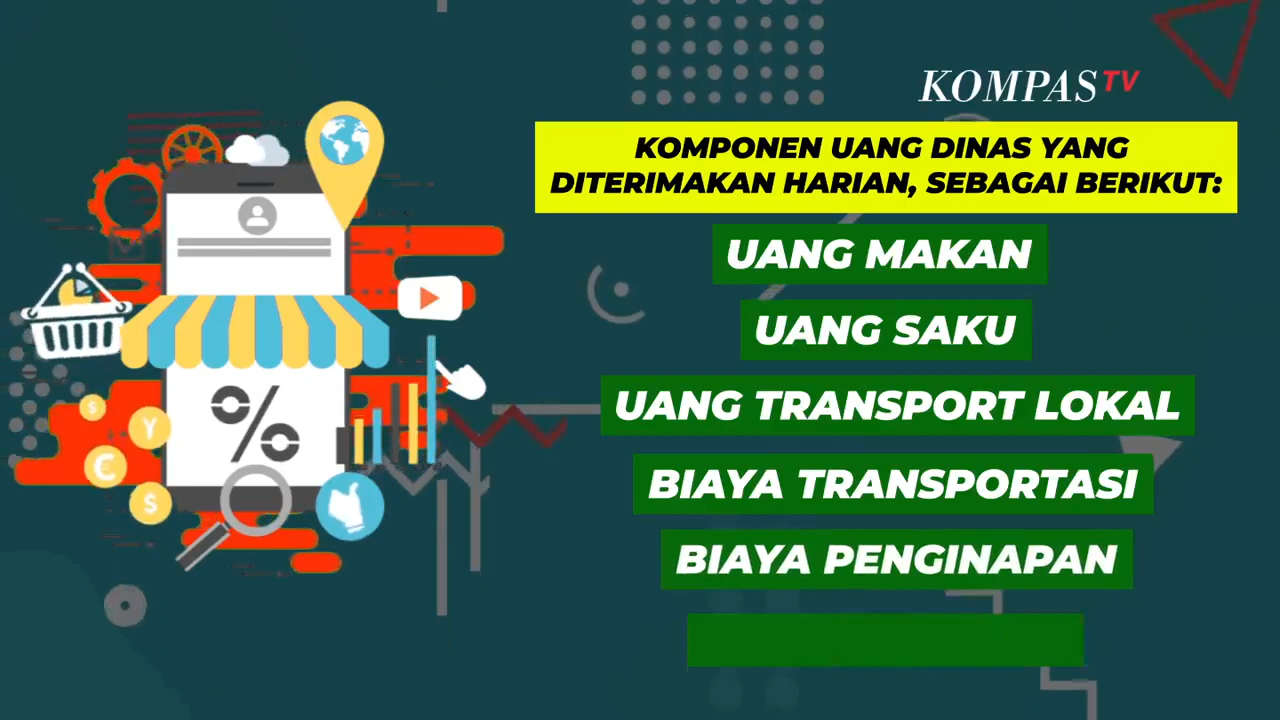 KOMPAS TV
KOMPONEN UANG DINAS YANG
DITERIMAKAN HARIAN, SEBAGAI BERIKUT:
UANG MAKAN
UANG SAKU
UANG TRANSPORT LOKAL
BIAYA TRANSPORTASI
BIAYA PENGINAPAN
%
$
Y
C
$